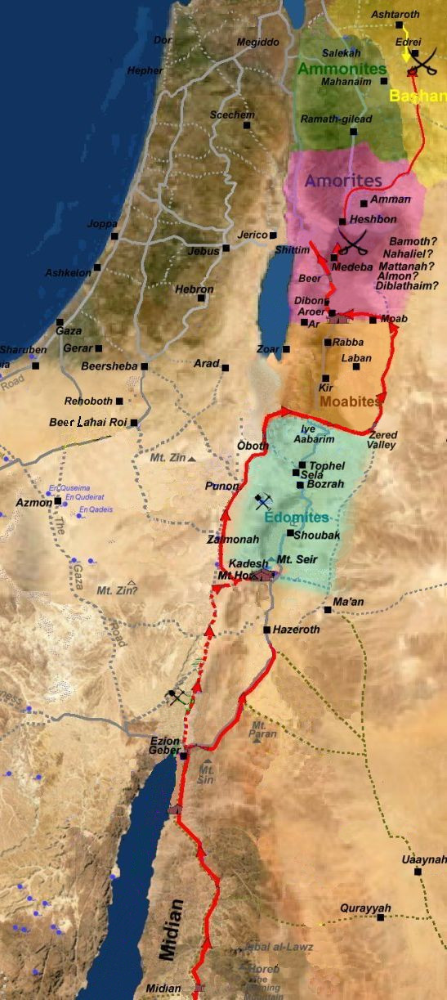 Ashtaroth
Dor
Megiddo
Edrei
Salekah
Ammonites
Hepher
Mahanaim
Bashan
Scechem
Ramath-gilead
Amorites
Amman
Heshbon
Joppa
Jerico
Jebus
Shittim
Bamoth?
Nahaliel?
Mattanah?
Almon?
Diblathaim?
Medeba
Ashkelon
Beer
Hebron
Dibon
Aroer
Ar
Moab
Gaza
Sharuben
Gerar
Zoar
Rabba
Beersheba
Arad
Laban
Road
Kir
Rehoboth
Moabites
Beer Lahai Roi
Iye
Aabarim
Zered
Valley
Oboth
Mt. Zin
Tophel
Sela
Bozrah
Punon
En Quseima
En Qudeirat
Azmon
En Qadeis
Edomites
The
Gaza
Road
Shoubak
Zalmonah
Kadesh
Mt. Seir
Mt. Zin?
Ma'an
Hazeroth
Mt.
Paran
Ezion
Geber
Mt.
Sin
Uaaynah
Qurayyah
Midian
al-Lawz
Horeb
Midian